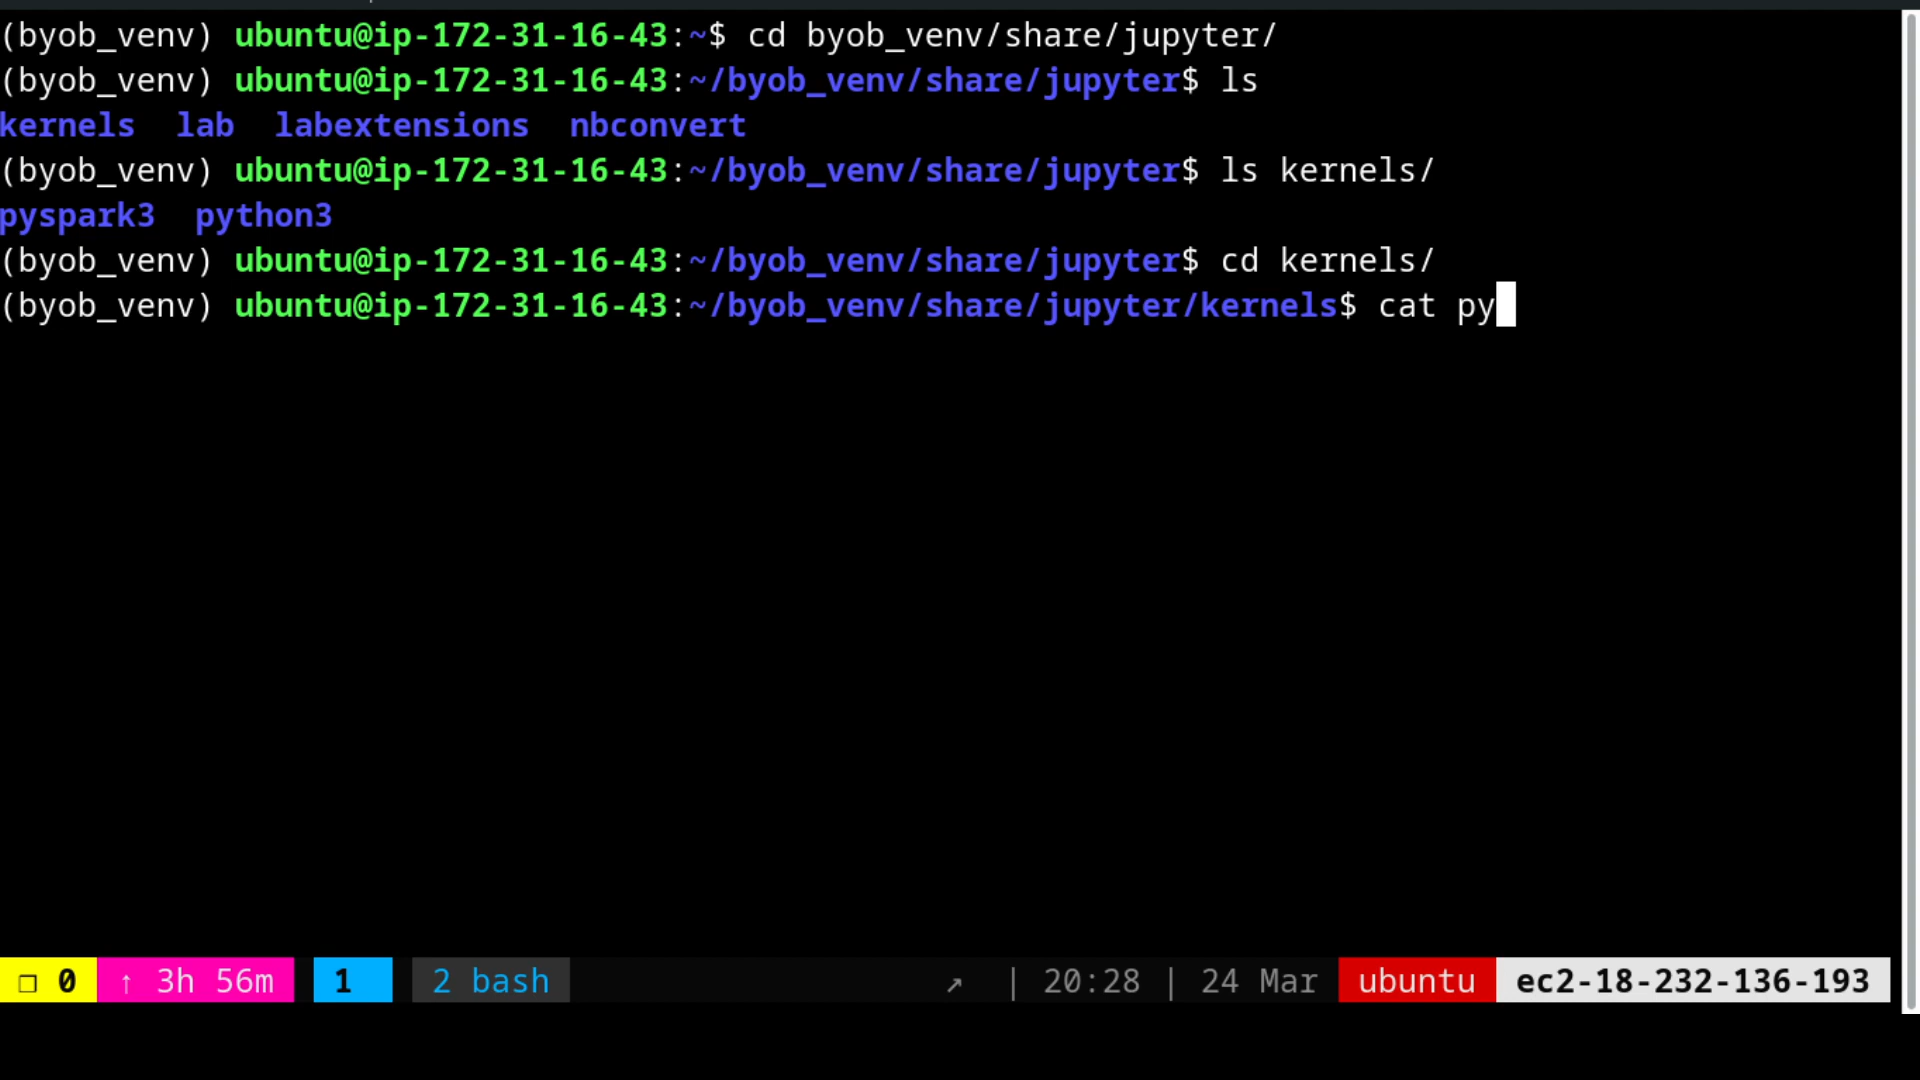 (byob_venv) ubuntu@ip-172-31-16-43:~$ cd byob_venv/share/jupyter/
(byob_venv) ubuntu@ip-172-31-16-43:~/byob_venv/share/jupyter$ ls
kernels  lab  labextensions  nbconvert
(byob_venv) ubuntu@ip-172-31-16-43:~/byob_venv/share/jupyter$ ls kernels/
pyspark3  python3
(byob_venv) ubuntu@ip-172-31-16-43:~/byob_venv/share/jupyter$ cd kernels/
(byob_venv) ubuntu@ip-172-31-16-43:~/byob_venv/share/jupyter/kernels$ cat py
❐ 0 ↑ 3h 56m 1 2 bash ↗ | 20:28 | 24 Mar ubuntu ec2-18-232-136-193